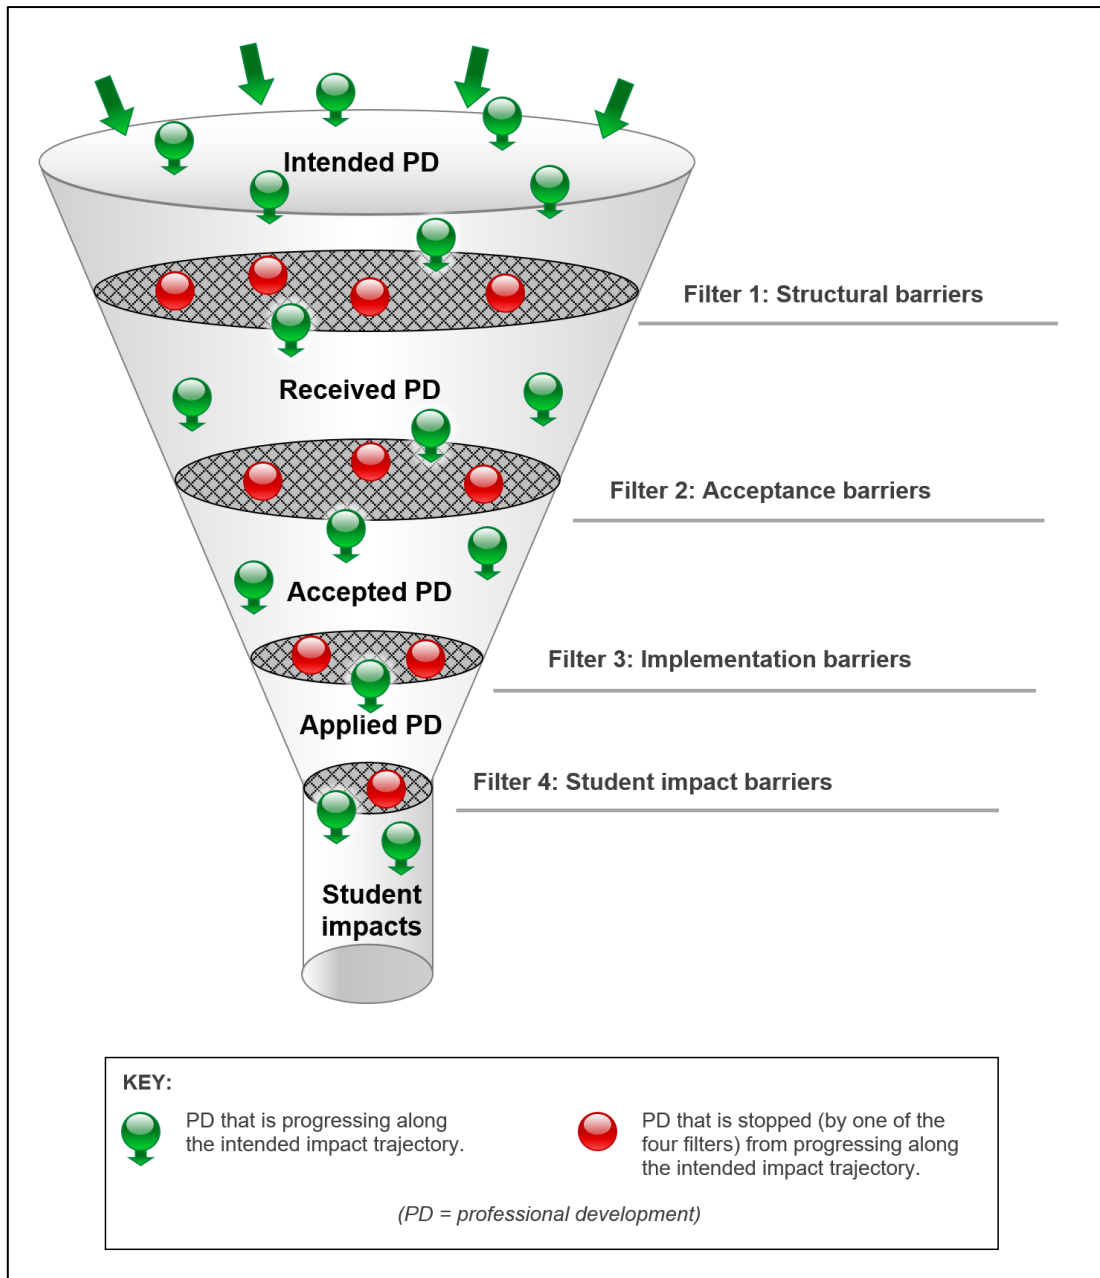 Intended PD
Filter 1: Structural barriers
Received PD
Filter 2: Acceptance barriers
Accepted PD
Filter 3: Implementation barriers
Applied PD
Filter 4: Student impact barriers
Student
impacts
KEY:
PD that is progressing along
the intended impact trajectory.
PD that is stopped (by one of the
four filters) from progressing along
the intended impact trajectory.
(PD = professional development)